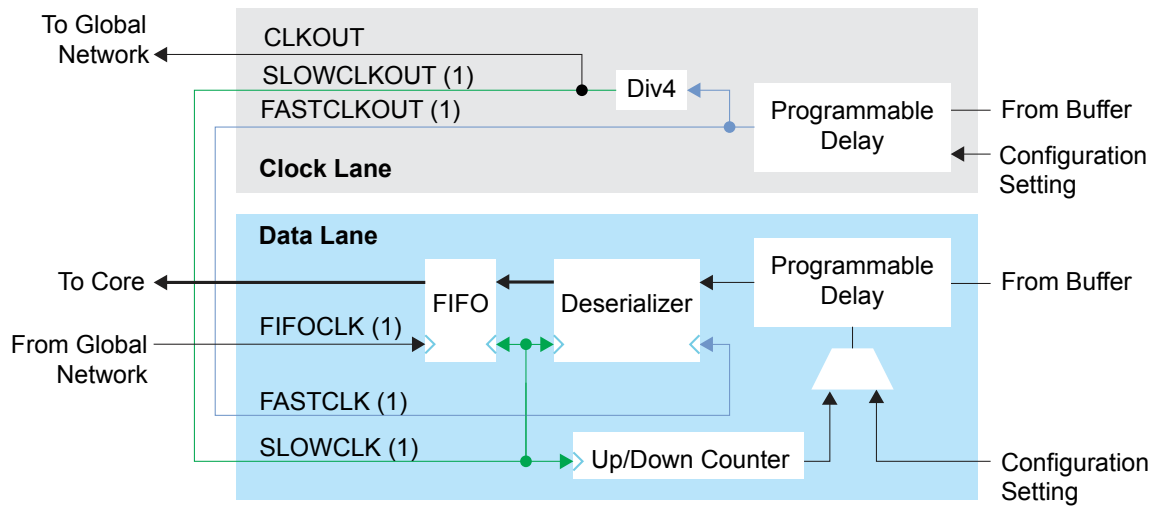 To Global
Network
CLKOUT
SLOWCLKOUT (1)
FASTCLKOUT (1)
Div4
Programmable
Delay
From Buffer
Configuration
Setting
Clock Lane
Data Lane
To Core
FIFO
Deserializer
Programmable
Delay
From Buffer
FIFOCLK (1)
From Global
Network
FASTCLK (1)
SLOWCLK (1)
Up/Down Counter
Configuration
Setting